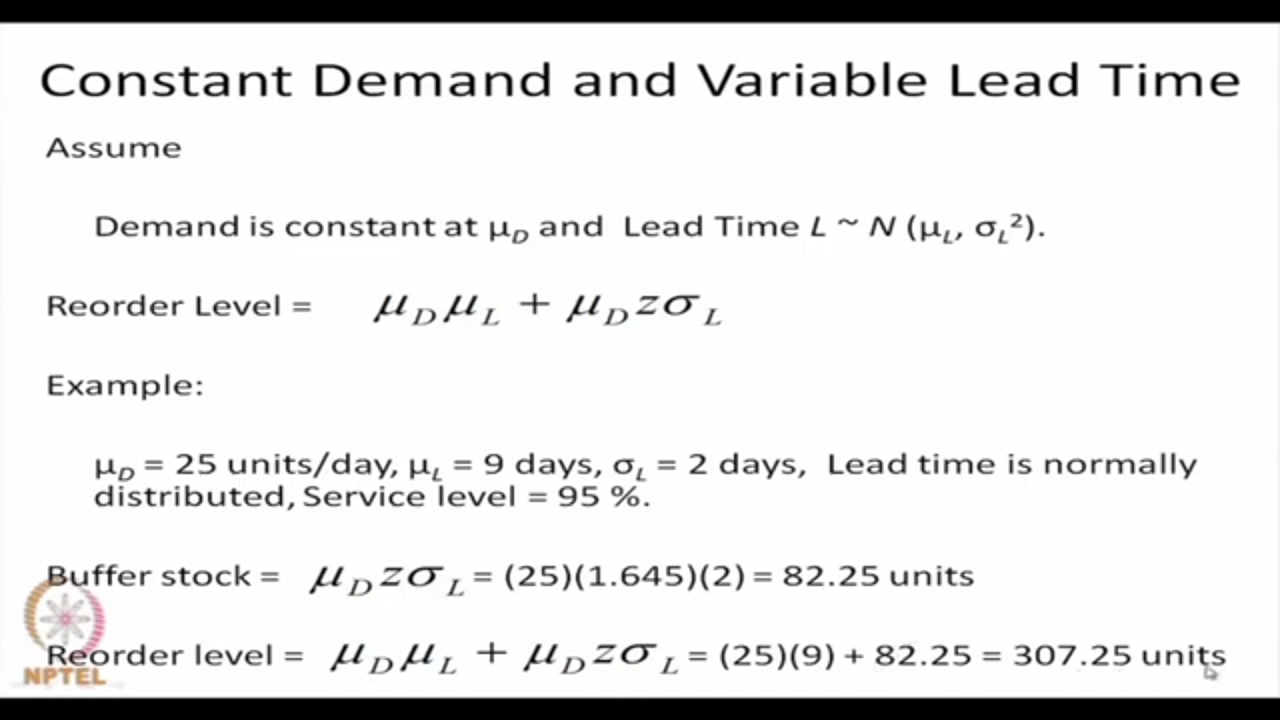 Constant Demand and Variable Lead Time
Assume
Demand is constant at μD and Lead Time L ~ N (μL, σL²).
Reorder Level = μDμL + μDzσL
Example:
μD = 25 units/day, μL = 9 days, σL = 2 days, Lead time is normally
distributed, Service level = 95 %.
Buffer stock = μDzσL = (25)(1.645)(2) = 82.25 units
Reorder level = μDμL + μDzσL = (25)(9) + 82.25 = 307.25 units
NPTEL